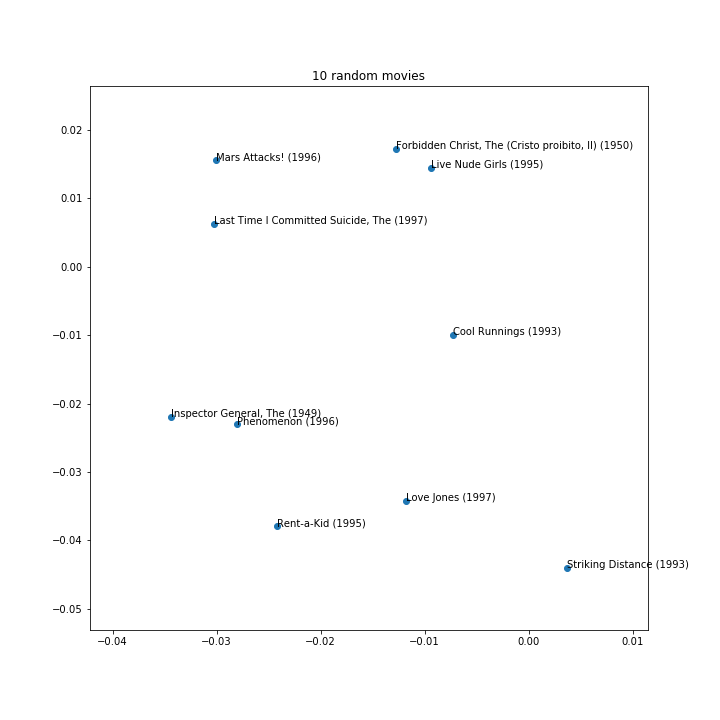 10 random movies
0.02
Forbidden Christ, The (Cristo proibito, Il) (1950)
Mars Attacks! (1996)
Live Nude Girls (1995)
0.01
Last Time I Committed Suicide, The (1997)
0.00
−0.01
Cool Runnings (1993)
−0.02
Inspector General, The (1949)
Phenomenon (1996)
−0.03
Love Jones (1997)
Rent-a-Kid (1995)
−0.04
Striking Distance (1993)
−0.05
−0.04 −0.03 −0.02 −0.01 0.00 0.01